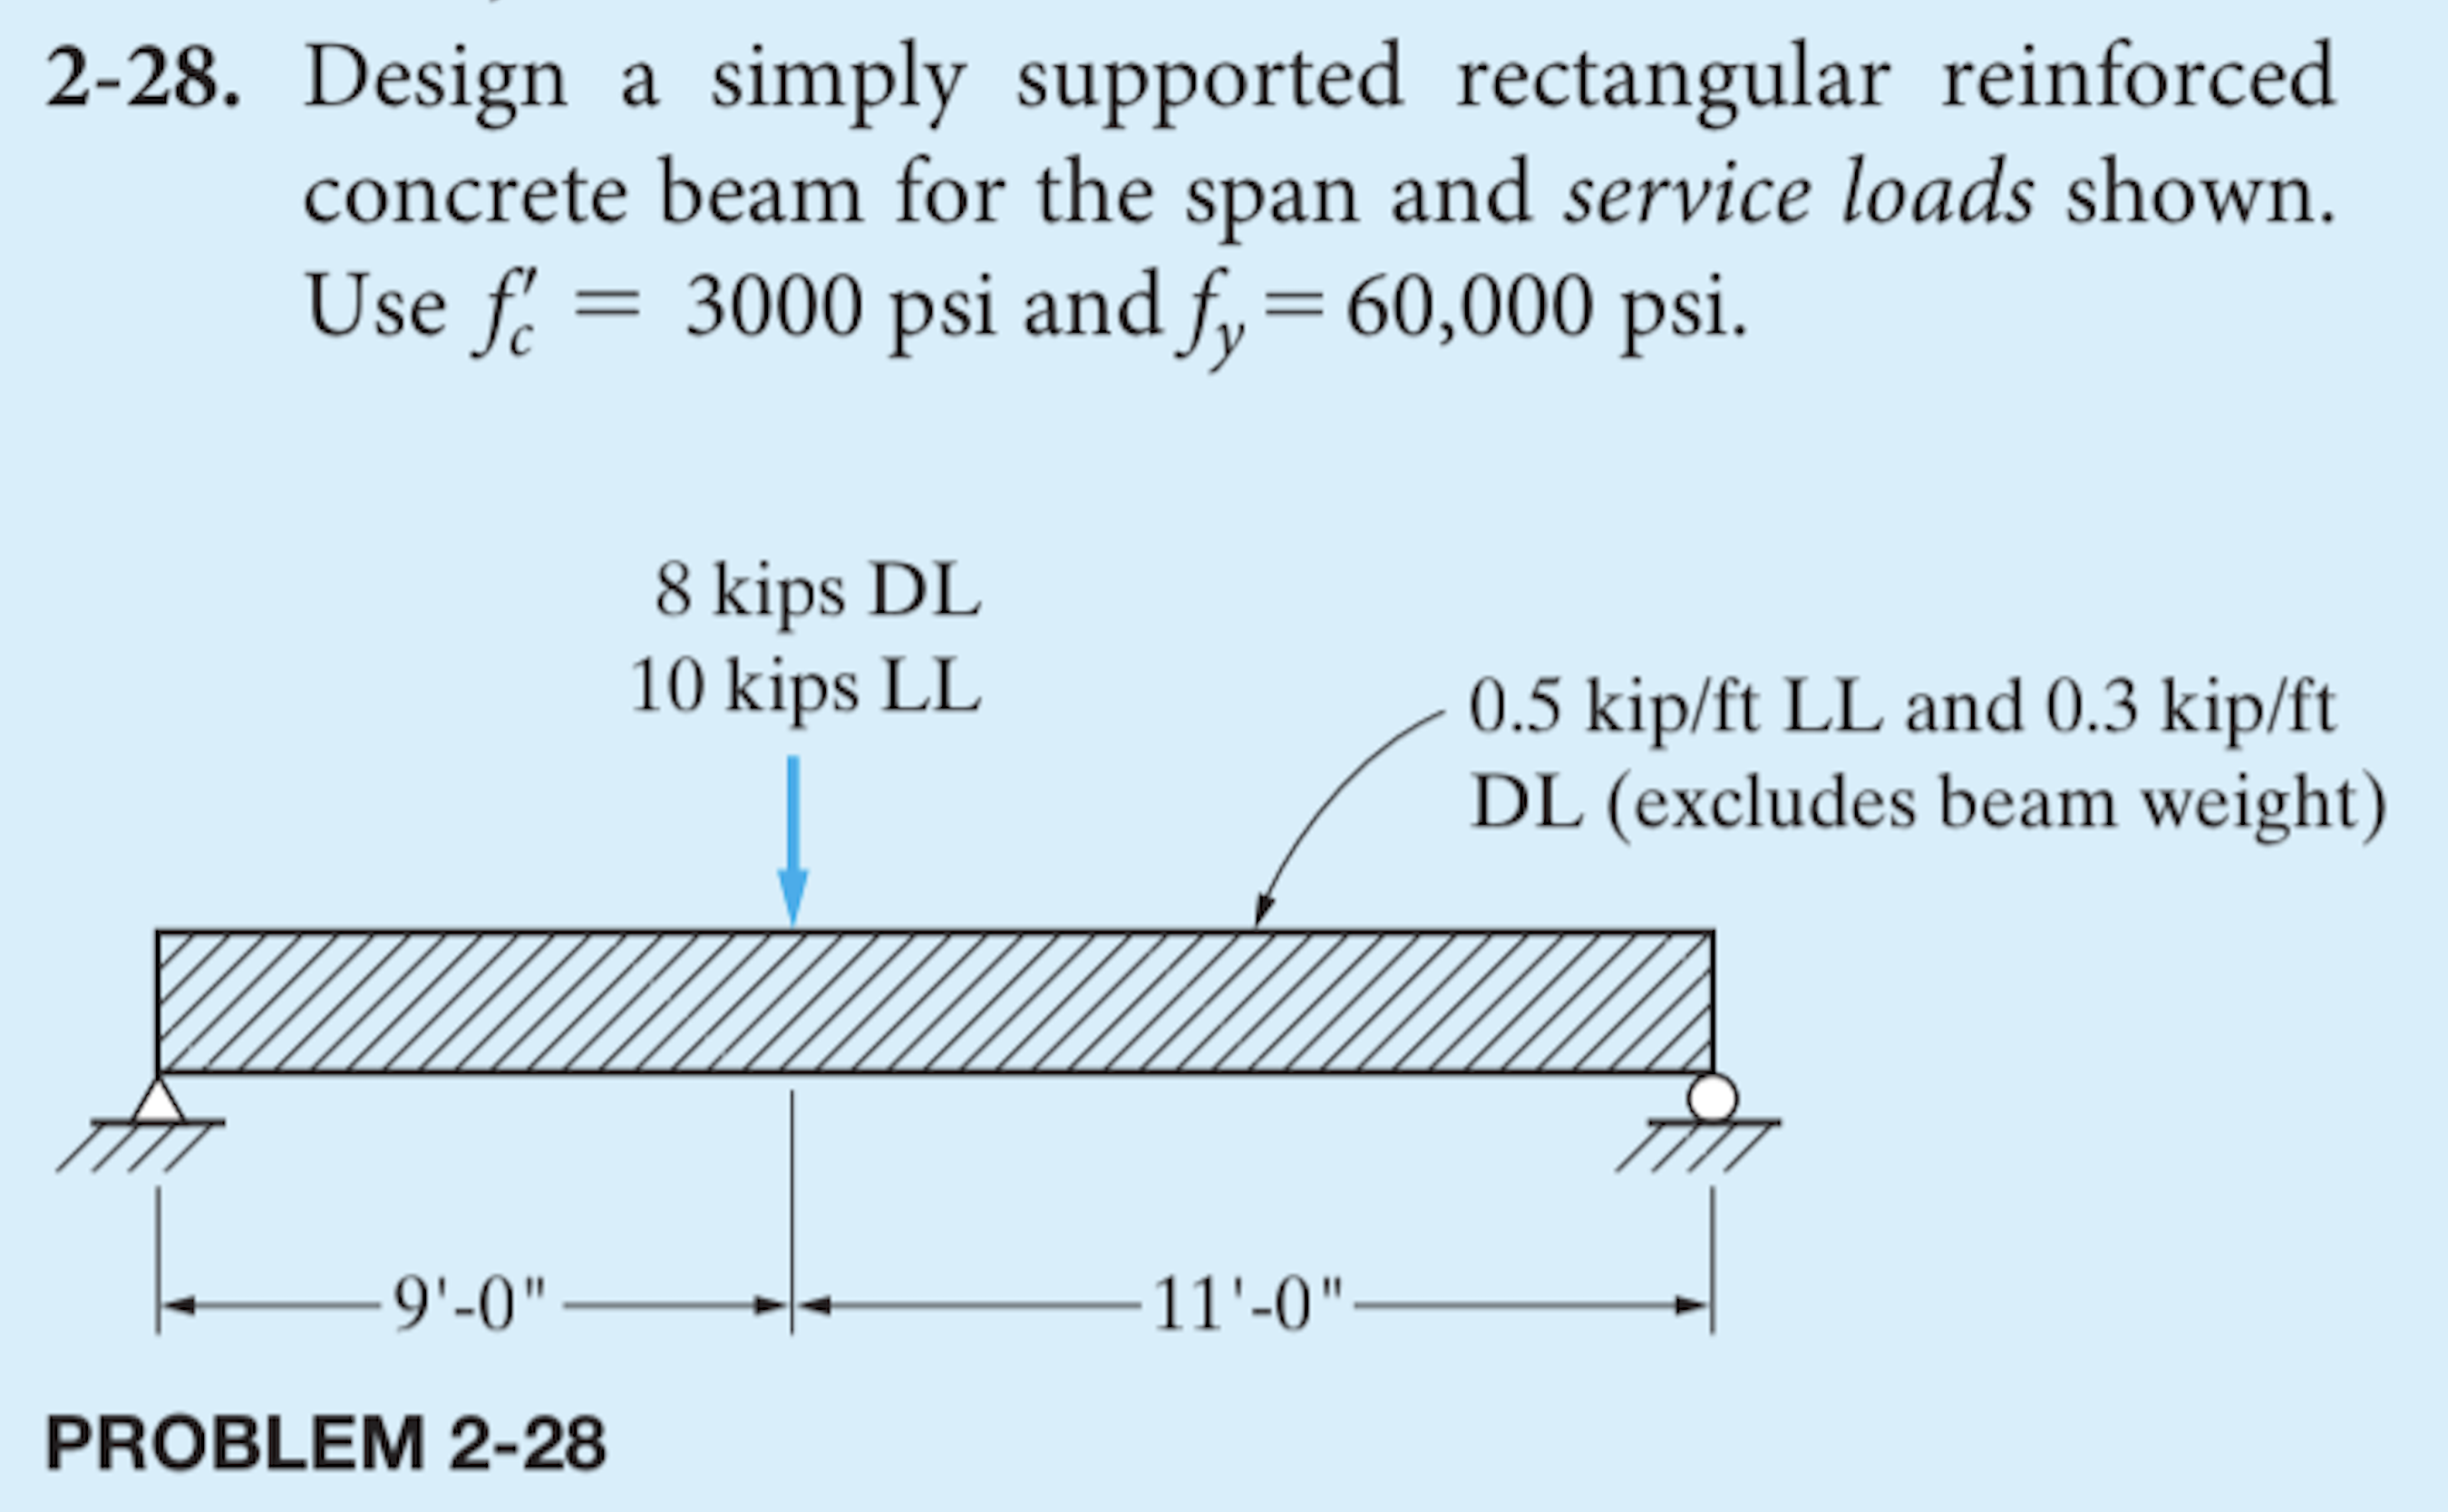 2-28. Design a simply supported rectangular reinforced
concrete beam for the span and service loads shown.
Use f′c = 3000 psi and fy = 60,000 psi.
8 kips DL
10 kips LL
0.5 kip/ft LL and 0.3 kip/ft
DL (excludes beam weight)
9'-0" 11'-0"
PROBLEM 2-28